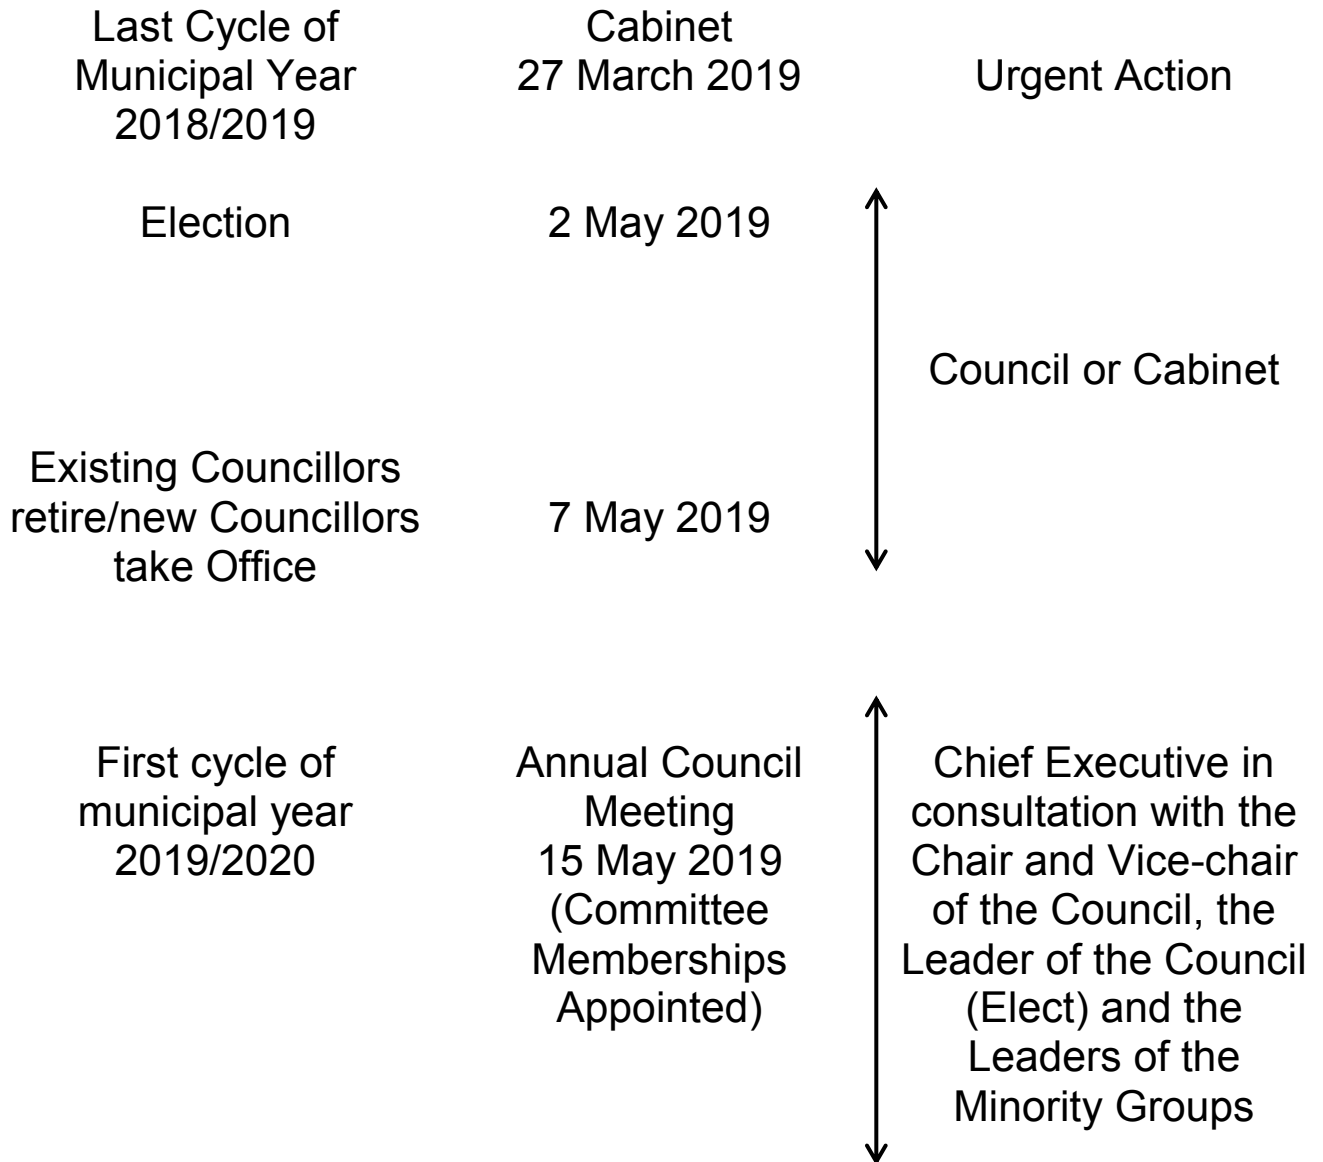 Last Cycle of
Municipal Year
2018/2019
Cabinet
27 March 2019
Urgent Action
Election
2 May 2019
Council or Cabinet
Existing Councillors
retire/new Councillors
take Office
7 May 2019
First cycle of
municipal year
2019/2020
Annual Council
Meeting
15 May 2019
(Committee
Memberships
Appointed)
Chief Executive in
consultation with the
Chair and Vice-chair
of the Council, the
Leader of the Council
(Elect) and the
Leaders of the
Minority Groups